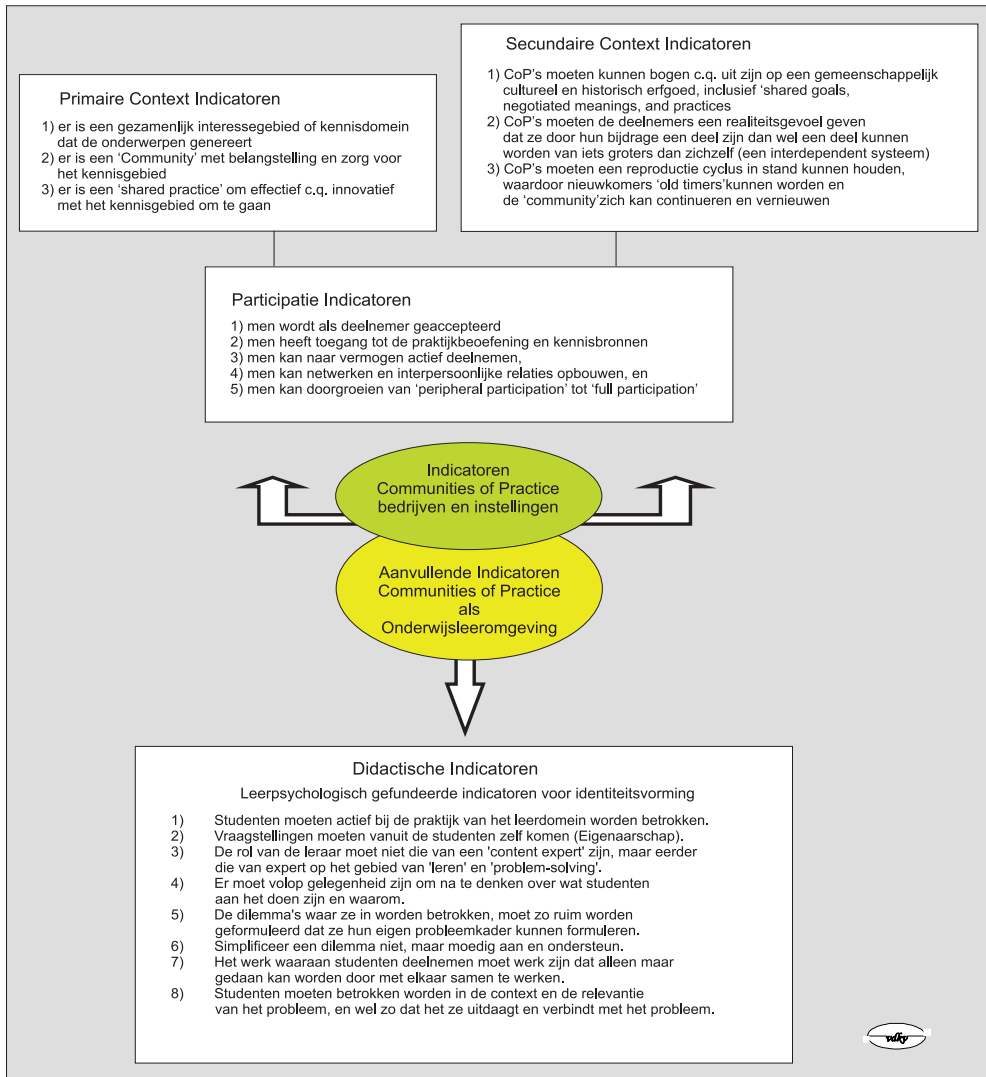 Primaire Context Indicatoren
1) er is een gezamenlijk interessegebied of kennisdomein
dat de onderwerpen genereert
2) er is een ‘Community’ met belangstelling en zorg voor
het kennisgebied
3) er is een ‘shared practice’ om effectief c.q. innovatief
met het kennisgebied om te gaan
Secundaire Context Indicatoren
1) CoP’s moeten kunnen bogen c.q. uit zijn op een gemeenschappelijk
cultureel en historisch erfgoed, inclusief ‘shared goals,
negotiated meanings, and practices
2) CoP’s moeten de deelnemers een realiteitsgevoel geven
dat ze door hun bijdrage een deel zijn dan wel een deel kunnen
worden van iets groters dan zichzelf (een interdependent systeem)
3) CoP’s moeten een reproductie cyclus in stand kunnen houden,
waardoor nieuwkomers ‘old timers’kunnen worden en
de ‘community’zich kan continueren en vernieuwen
Participatie Indicatoren
1) men wordt als deelnemer geaccepteerd
2) men heeft toegang tot de praktijkbeoefening en kennisbronnen
3) men kan naar vermogen actief deelnemen,
4) men kan netwerken en interpersoonlijke relaties opbouwen, en
5) men kan doorgroeien van ‘peripheral participation’ tot ‘full participation’
Indicatoren
Communities of Practice
bedrijven en instellingen
Aanvullende Indicatoren
Communities of Practice
als
Onderwijsleeromgeving
Didactische Indicatoren
Leerpsychologisch gefundeerde indicatoren voor identiteitsvorming
1) Studenten moeten actief bij de praktijk van het leerdomein worden betrokken.
2) Vraagstellingen moeten vanuit de studenten zelf komen (Eigenaarschap).
3) De rol van de leraar moet niet die van een 'content expert' zijn, maar eerder
die van expert op het gebied van 'leren' en 'problem-solving'.
4) Er moet volop gelegenheid zijn om na te denken over wat studenten
aan het doen zijn en waarom.
5) De dilemma's waar ze in worden betrokken, moet zo ruim worden
geformuleerd dat ze hun eigen probleemkader kunnen formuleren.
6) Simplificeer een dilemma niet, maar moedig aan en ondersteun.
7) Het werk waaraan studenten deelnemen moet werk zijn dat alleen maar
gedaan kan worden door met elkaar samen te werken.
8) Studenten moeten betrokken worden in de context en de relevantie
van het probleem, en wel zo dat het ze uitdaagt en verbindt met het probleem.